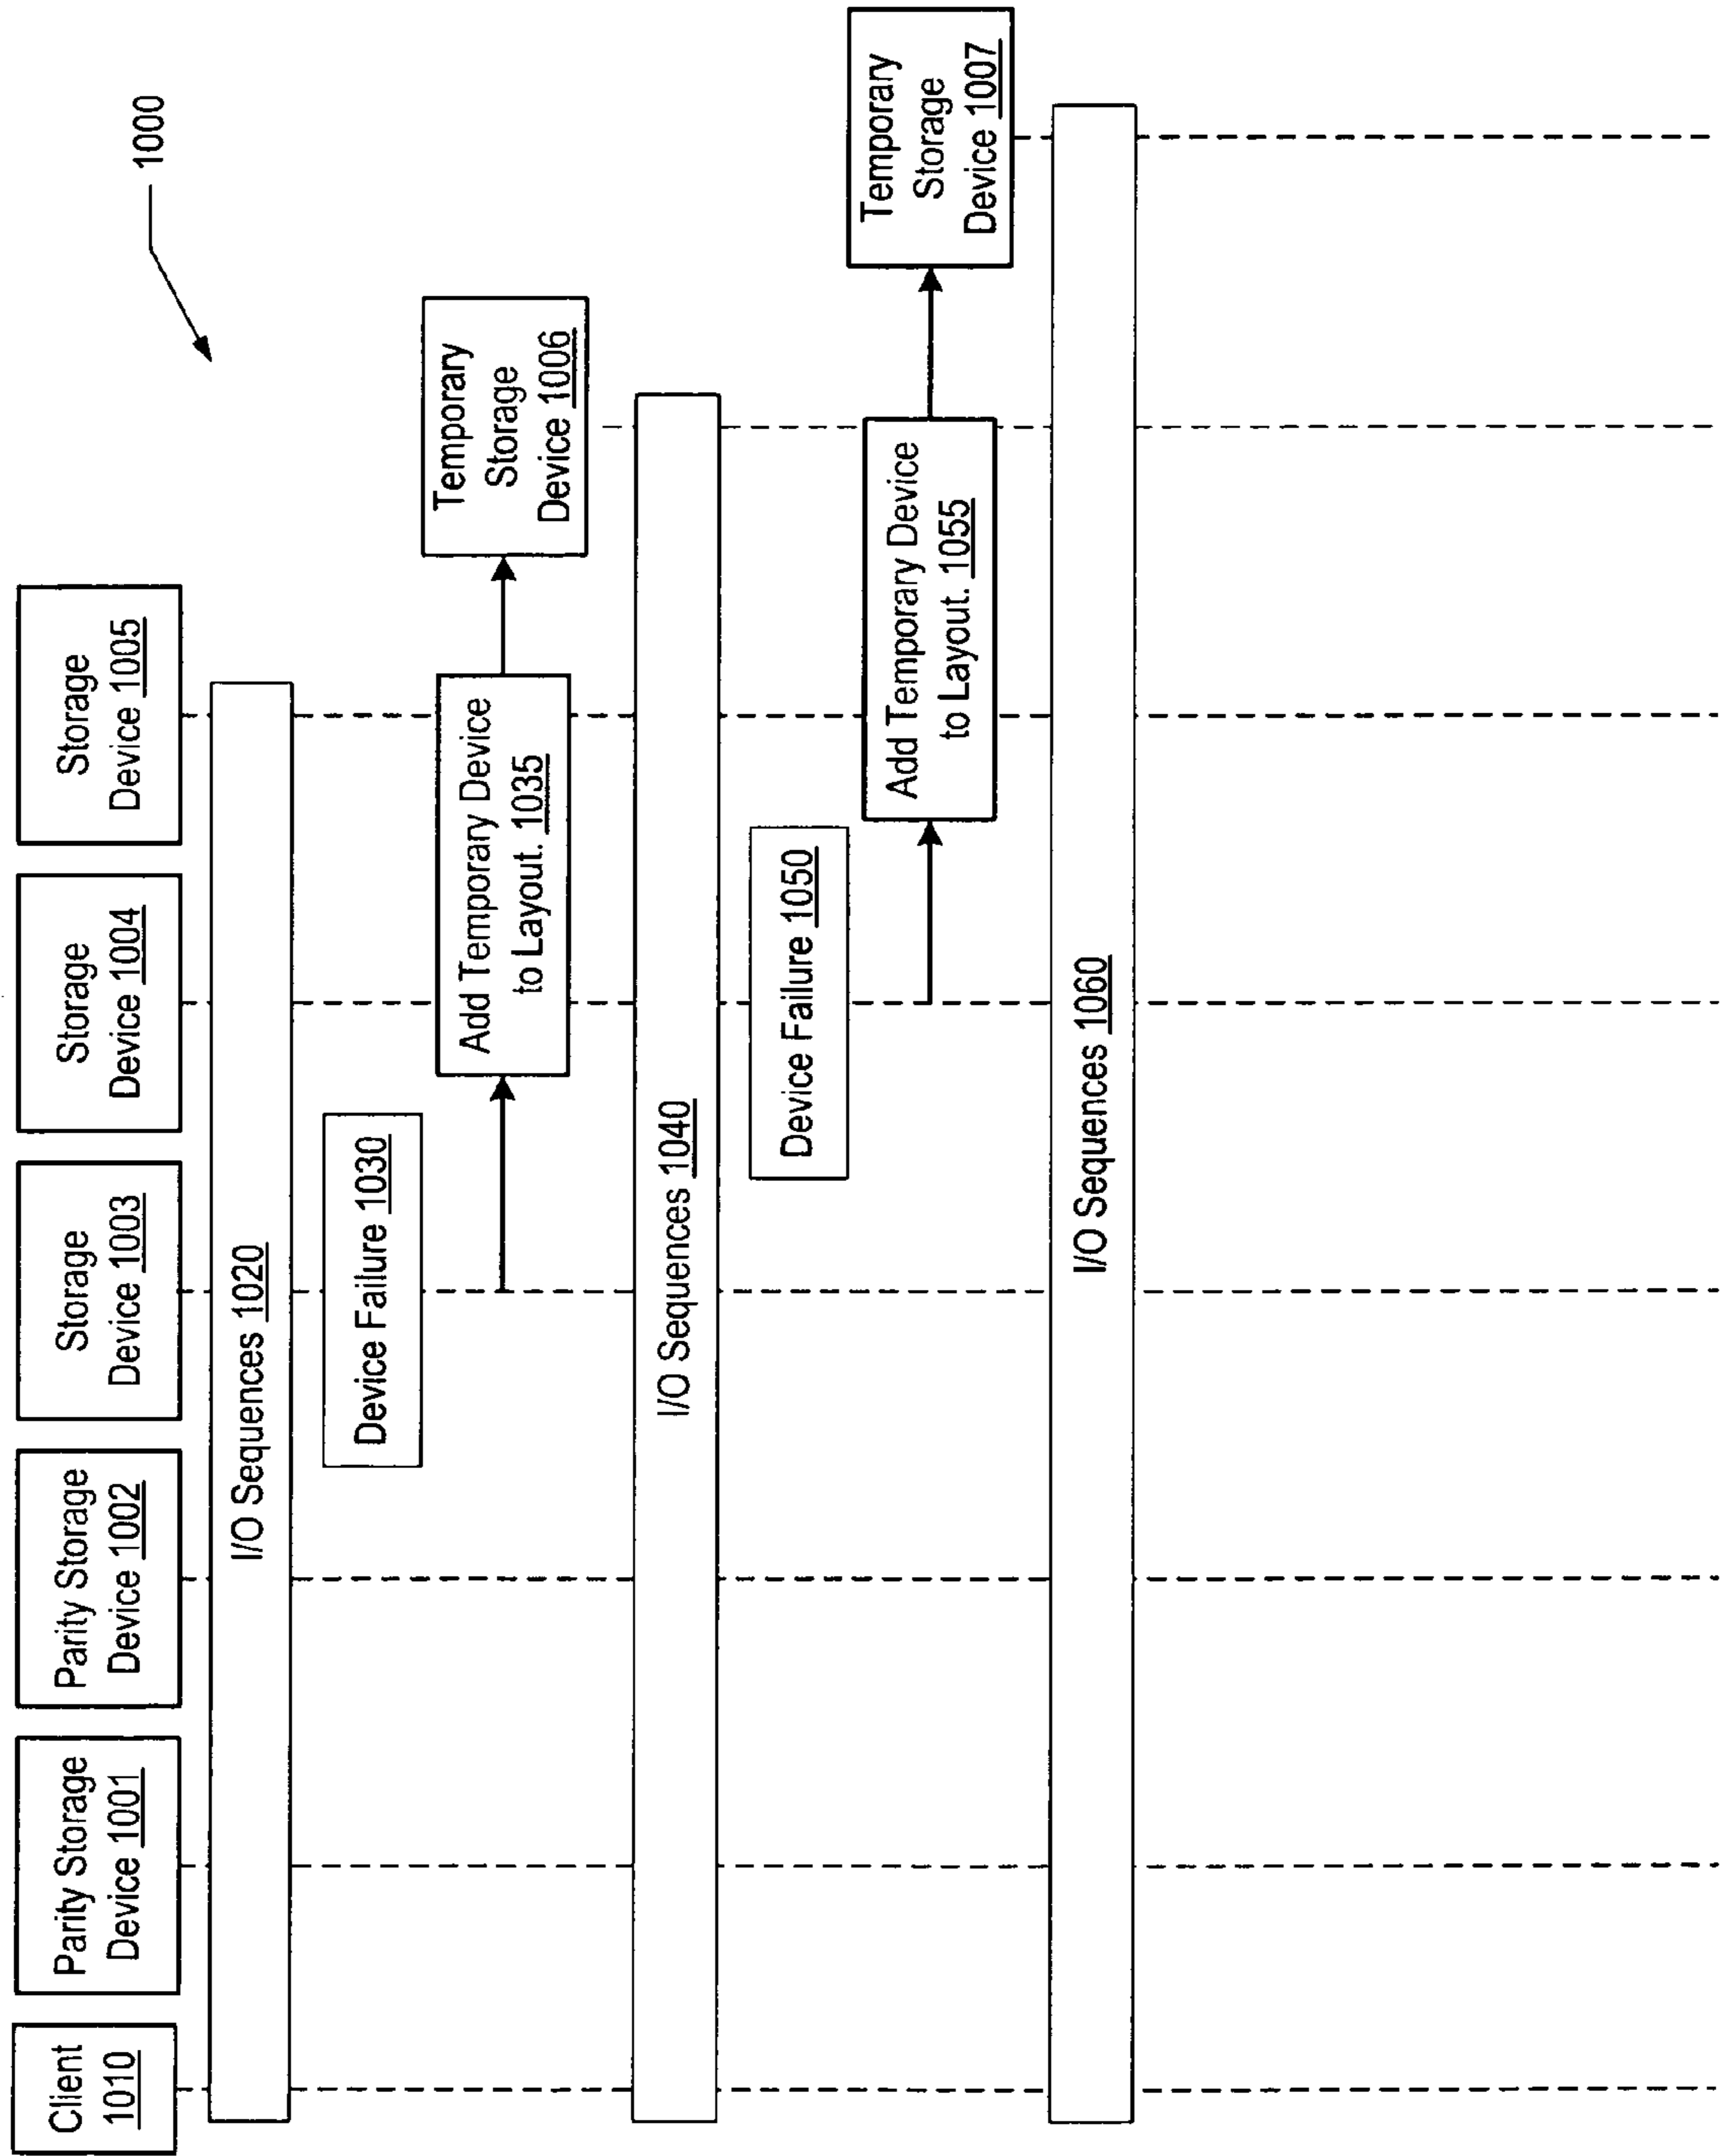 1000
Client
1010
Parity Storage
Device 1001
Parity Storage
Device 1002
Storage
Device 1003
Storage
Device 1004
Storage
Device 1005
I/O Sequences 1020
Device Failure 1030
Add Temporary Device
to Layout. 1035
Temporary
Storage
Device 1006
I/O Sequences 1040
Device Failure 1050
Add Temporary Device
to Layout. 1055
Temporary
Storage
Device 1007
I/O Sequences 1060